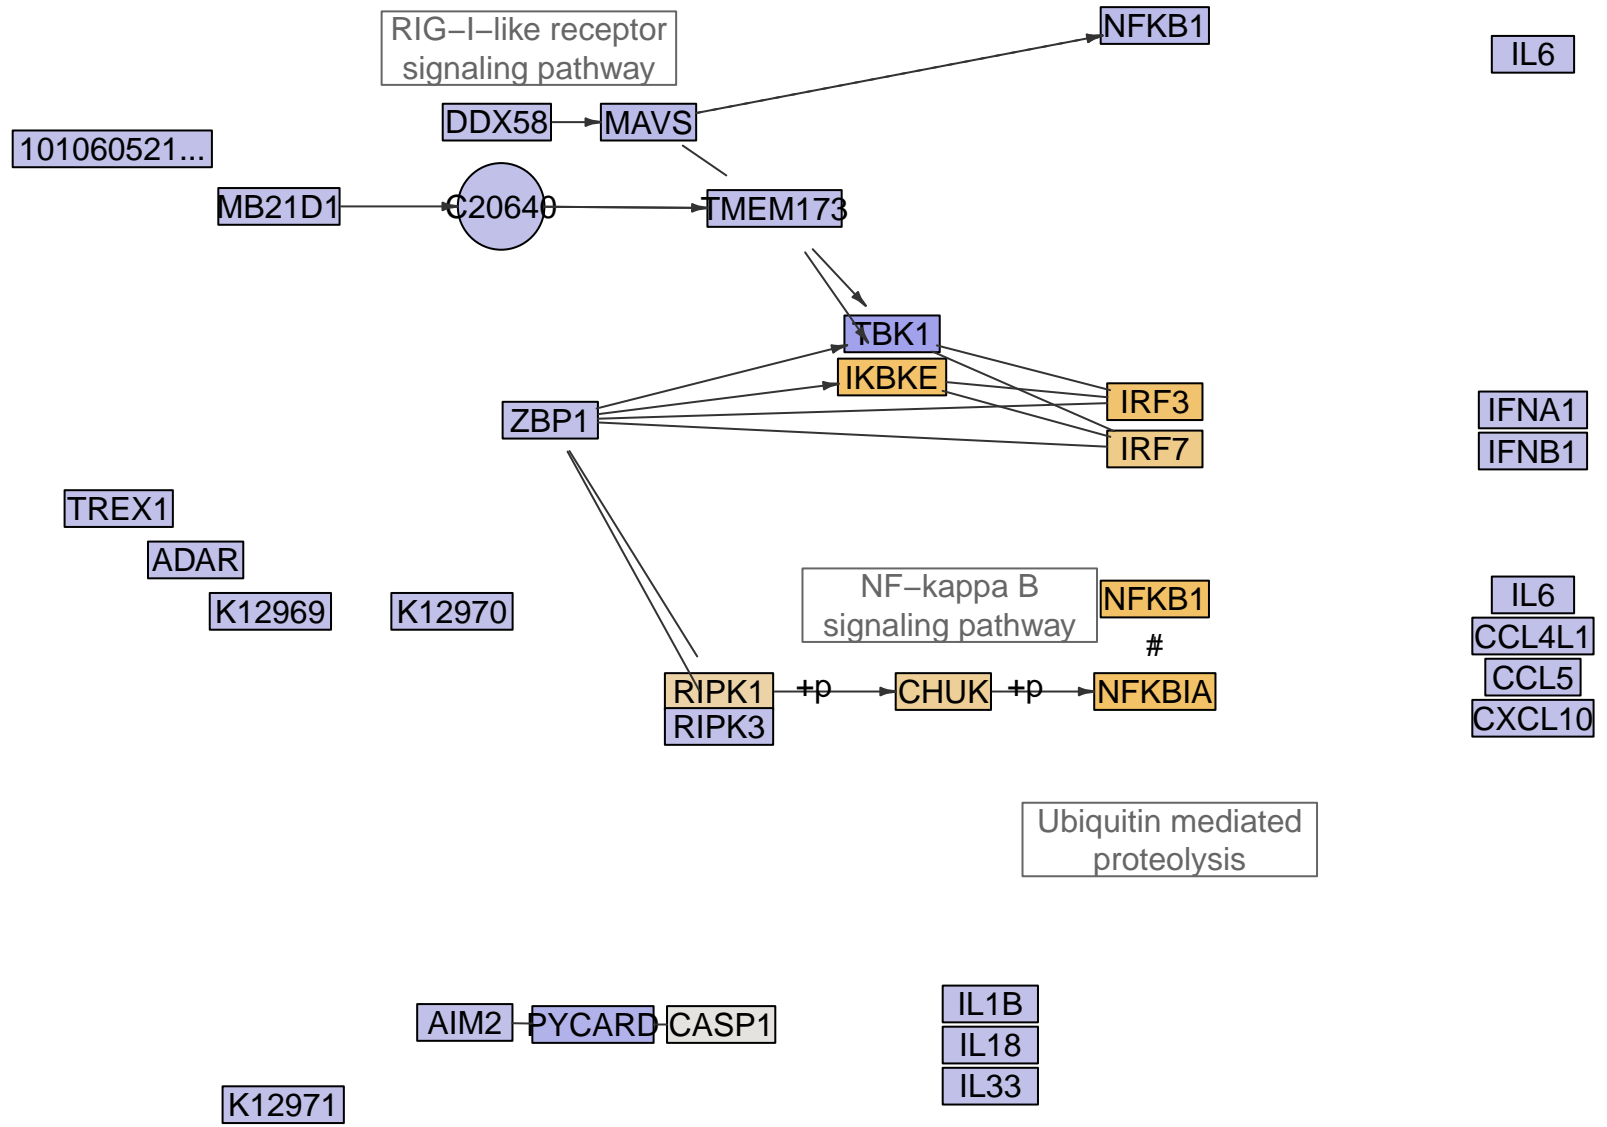 RIG−I−like receptor
signaling pathway
NFKB1
IL6
DDX58
MAVS
101060521...
MB21D1
C20640
TMEM173
TBK1
IKBKE
IRF3
IRF7
ZBP1
IFNA1
IFNB1
TREX1
ADAR
K12969
K12970
NF−kappa B
signaling pathway
NFKB1
#
IL6
CCL4L1
CCL5
CXCL10
RIPK1
+p
CHUK
+p
NFKBIA
RIPK3
Ubiquitin mediated
proteolysis
AIM2
PYCARD
CASP1
IL1B
IL18
IL33
K12971